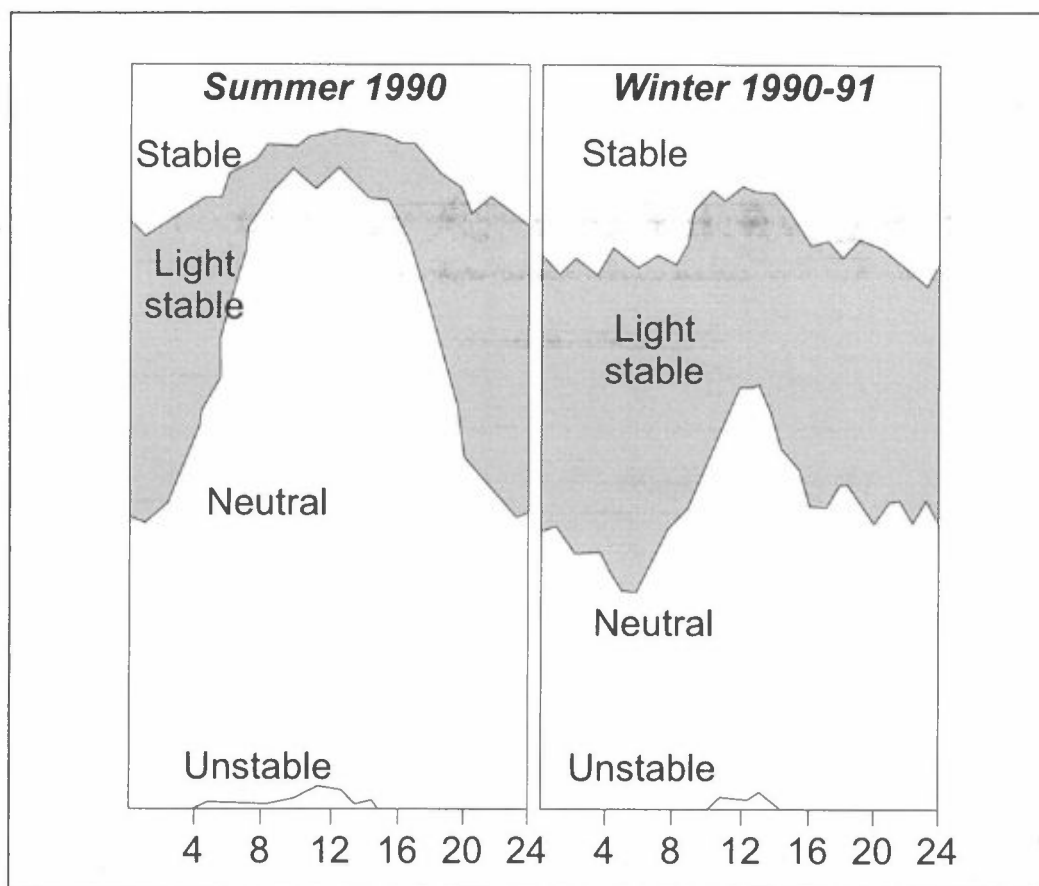 Summer 1990
Stable
Light
stable
Neutral
Unstable
4 8 12 16 20 24
Winter 1990-91
Stable
Light
stable
Neutral
Unstable
4 8 12 16 20 24